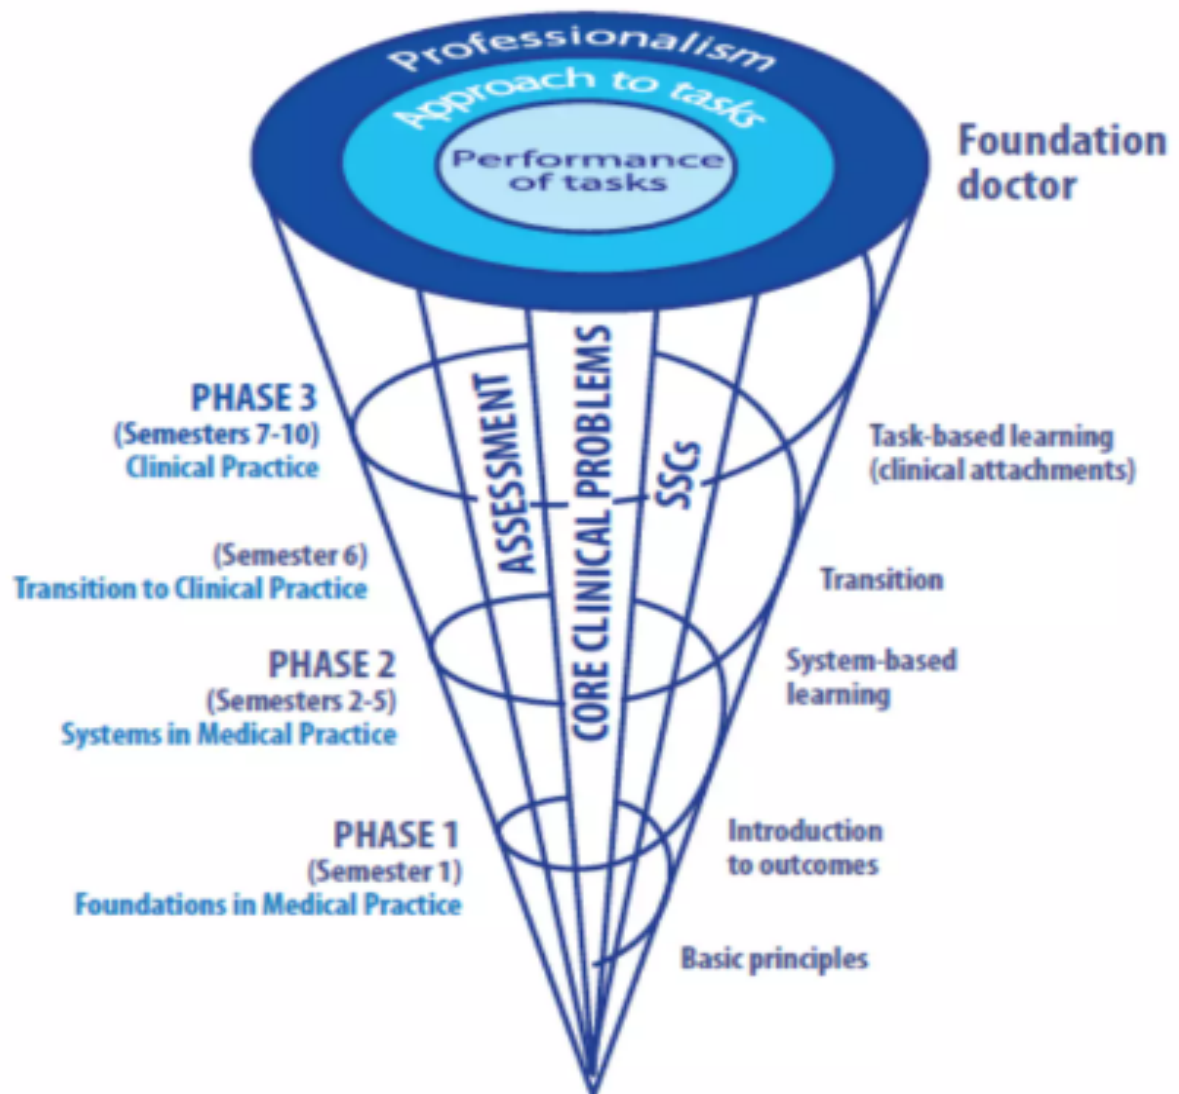 Professionalism
Approach to tasks
Performance
of tasks
Foundation
doctor
PHASE 3
(Semesters 7-10)
Clinical Practice
(Semester 6)
Transition to Clinical Practice
PHASE 2
(Semesters 2-5)
Systems in Medical Practice
PHASE 1
(Semester 1)
Foundations in Medical Practice
ASSESSMENT
CORE CLINICAL PROBLEMS
SSCs
Task-based learning
(clinical attachments)
Transition
System-based
learning
Introduction
to outcomes
Basic principles